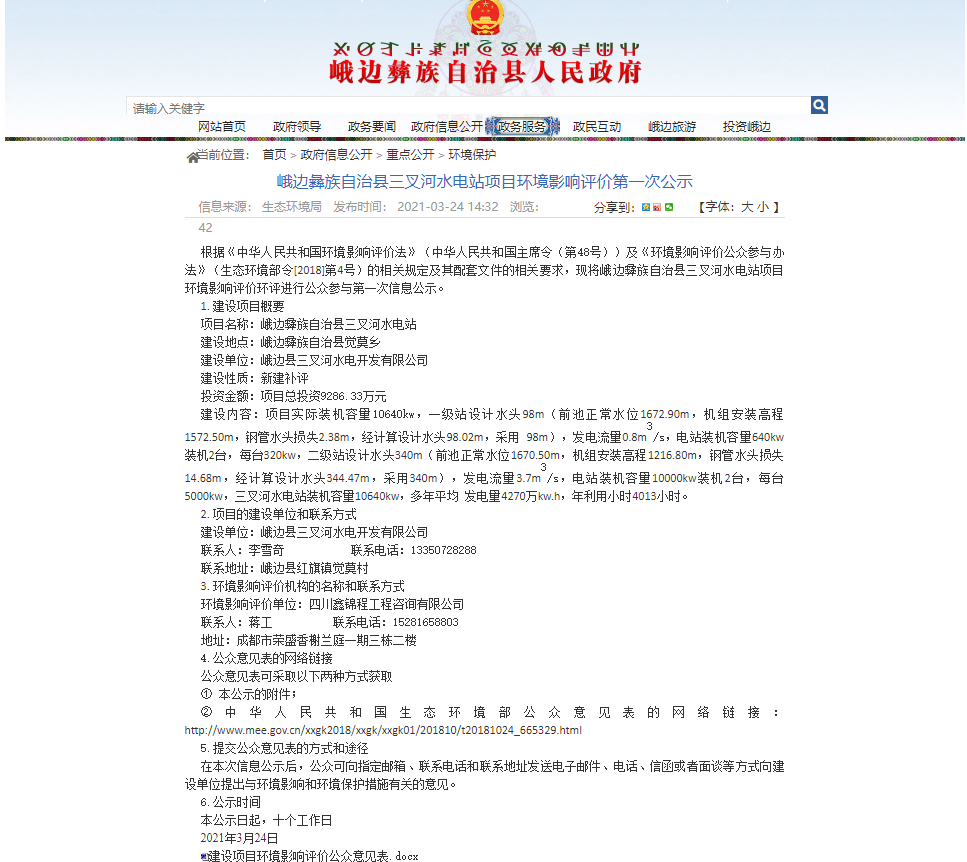 峨边彝族自治县人民政府
请输入关键字
网站首页 政府领导 政务要闻 政府信息公开 政务服务 政民互动 峨边旅游 投资峨边
当前位置： 首页 > 政府信息公开 > 重点公开 > 环境保护
峨边彝族自治县三叉河水电站项目环境影响评价第一次公示
信息来源： 生态环境局 发布时间： 2021-03-24 14:32 浏览： 分享到： 【字体：大 小 】
42
根据《中华人民共和国环境影响评价法》（中华人民共和国主席令（第48号））及《环境影响评价公众参与办
法》（生态环境部令[2018]第4号）的相关规定及其配套文件的相关要求，现将峨边彝族自治县三叉河水电站项目
环境影响评价环评进行公众参与第一次信息公示。
1.建设项目概要
项目名称：峨边彝族自治县三叉河水电站
建设地点：峨边彝族自治县觉莫乡
建设单位：峨边县三叉河水电开发有限公司
建设性质：新建补评
投资金额：项目总投资9286.33万元
建设内容：项目实际装机容量10640kw，一级站设计水头98m（前池正常水位1672.90m，机组安装高程
1572.50m，钢管水头损失2.38m，经计算设计水头98.02m，采用 98m），发电流量0.8m3/s，电站装机容量640kw
装机2台，每台320kw，二级站设计水头340m（前池正常水位1670.50m，机组安装高程1216.80m，钢管水头损失
14.68m，经计算设计水头344.47m，采用340m），发电流量3.7m3/s，电站装机容量10000kw装机2台，每台
5000kw，三叉河水电站装机容量10640kw，多年平均 发电量4270万kw.h，年利用小时4013小时。
2.项目的建设单位和联系方式
建设单位：峨边县三叉河水电开发有限公司
联系人：李雪奇 联系电话：13350728288
联系地址：峨边县红旗镇觉莫村
3.环境影响评价机构的名称和联系方式
环境影响评价单位：四川鑫锦程工程咨询有限公司
联系人：蒋工 联系电话：15281658803
地址：成都市荣盛香榭兰庭一期三栋二楼
4.公众意见表的网络链接
公众意见表可采取以下两种方式获取
① 本公示的附件；
② 中华人民共和国生态环境部公众意见表的网络链接：
http://www.mee.gov.cn/xxgk2018/xxgk/xxgk01/201810/t20181024_665329.html
5.提交公众意见表的方式和途径
在本次信息公示后，公众可向指定邮箱、联系电话和联系地址发送电子邮件、电话、信函或者面谈等方式向建
设单位提出与环境影响和环境保护措施有关的意见。
6.公示时间
本公示日起，十个工作日
2021年3月24日
建设项目环境影响评价公众意见表.docx